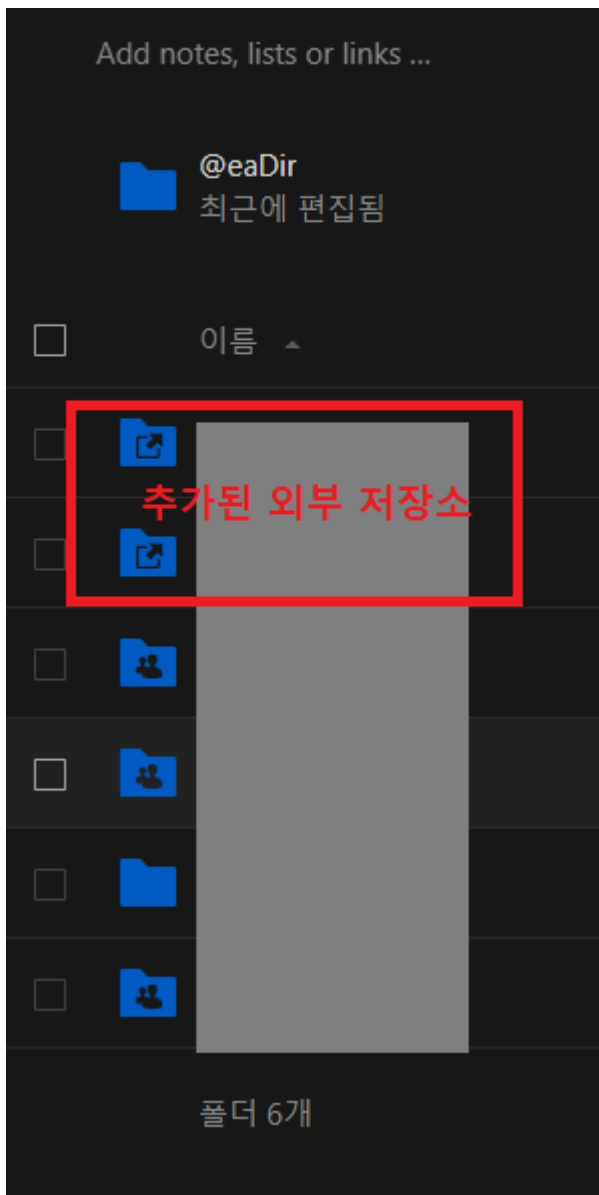 Add notes, lists or links ...
@eaDir
최근에 편집됨
이름
추가된 외부 저장소
폴더 6개